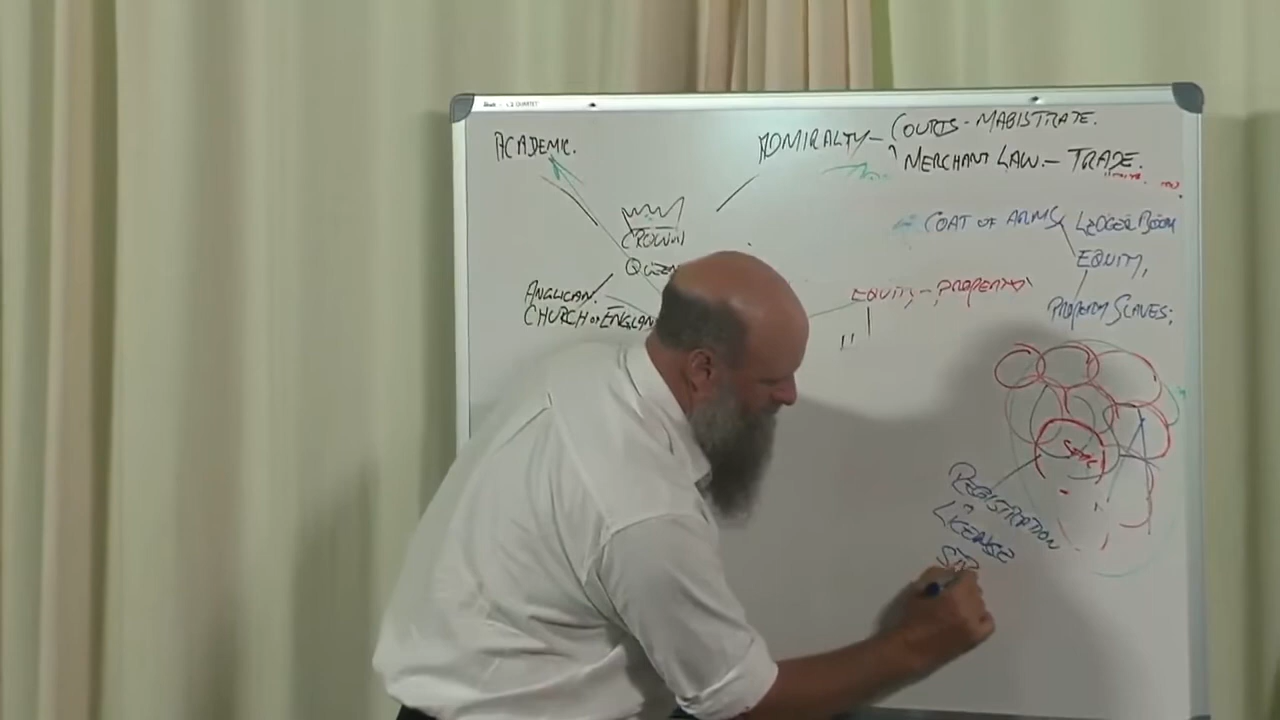 ACADEMIC.
ADMIRALTY - COURTS - MAGISTRATE.
MERCHANT LAW. - TRADE.
CROWN
QUEEN
ANGLICAN.
CHURCH OF ENGLAN
EQUITY - PROPERTY
COAT OF ARMS
LEDGER BOOK
EQUITY,
PROPERTY SLAVES;
REGISTRATION
LICENSE